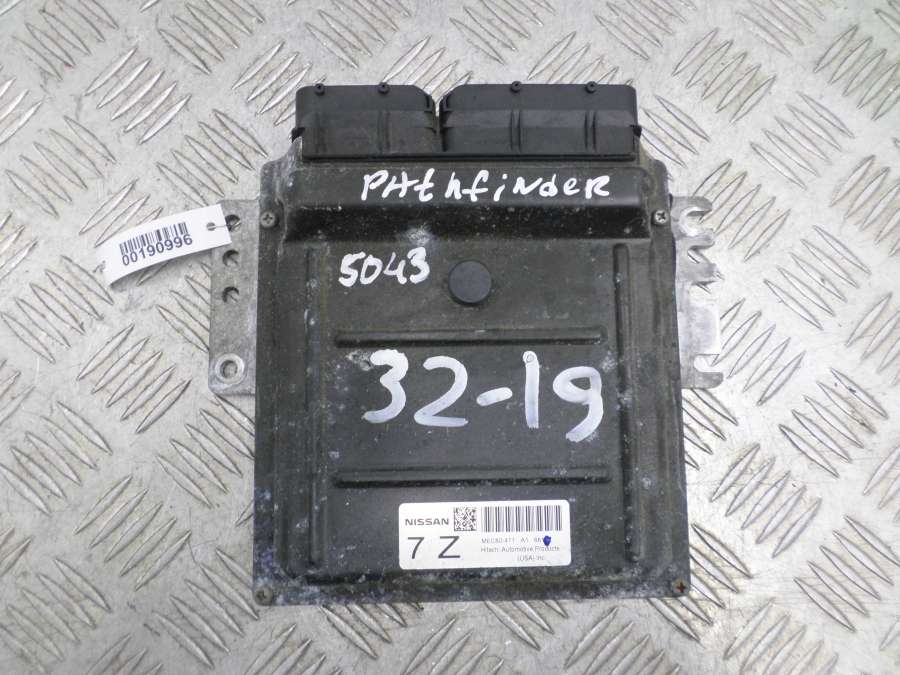 PAthfindeR
00190996
5043
32-19
NISSAN
7 Z
MEC80-411 A1
Hitachi Automotive Products
(USA) Inc.